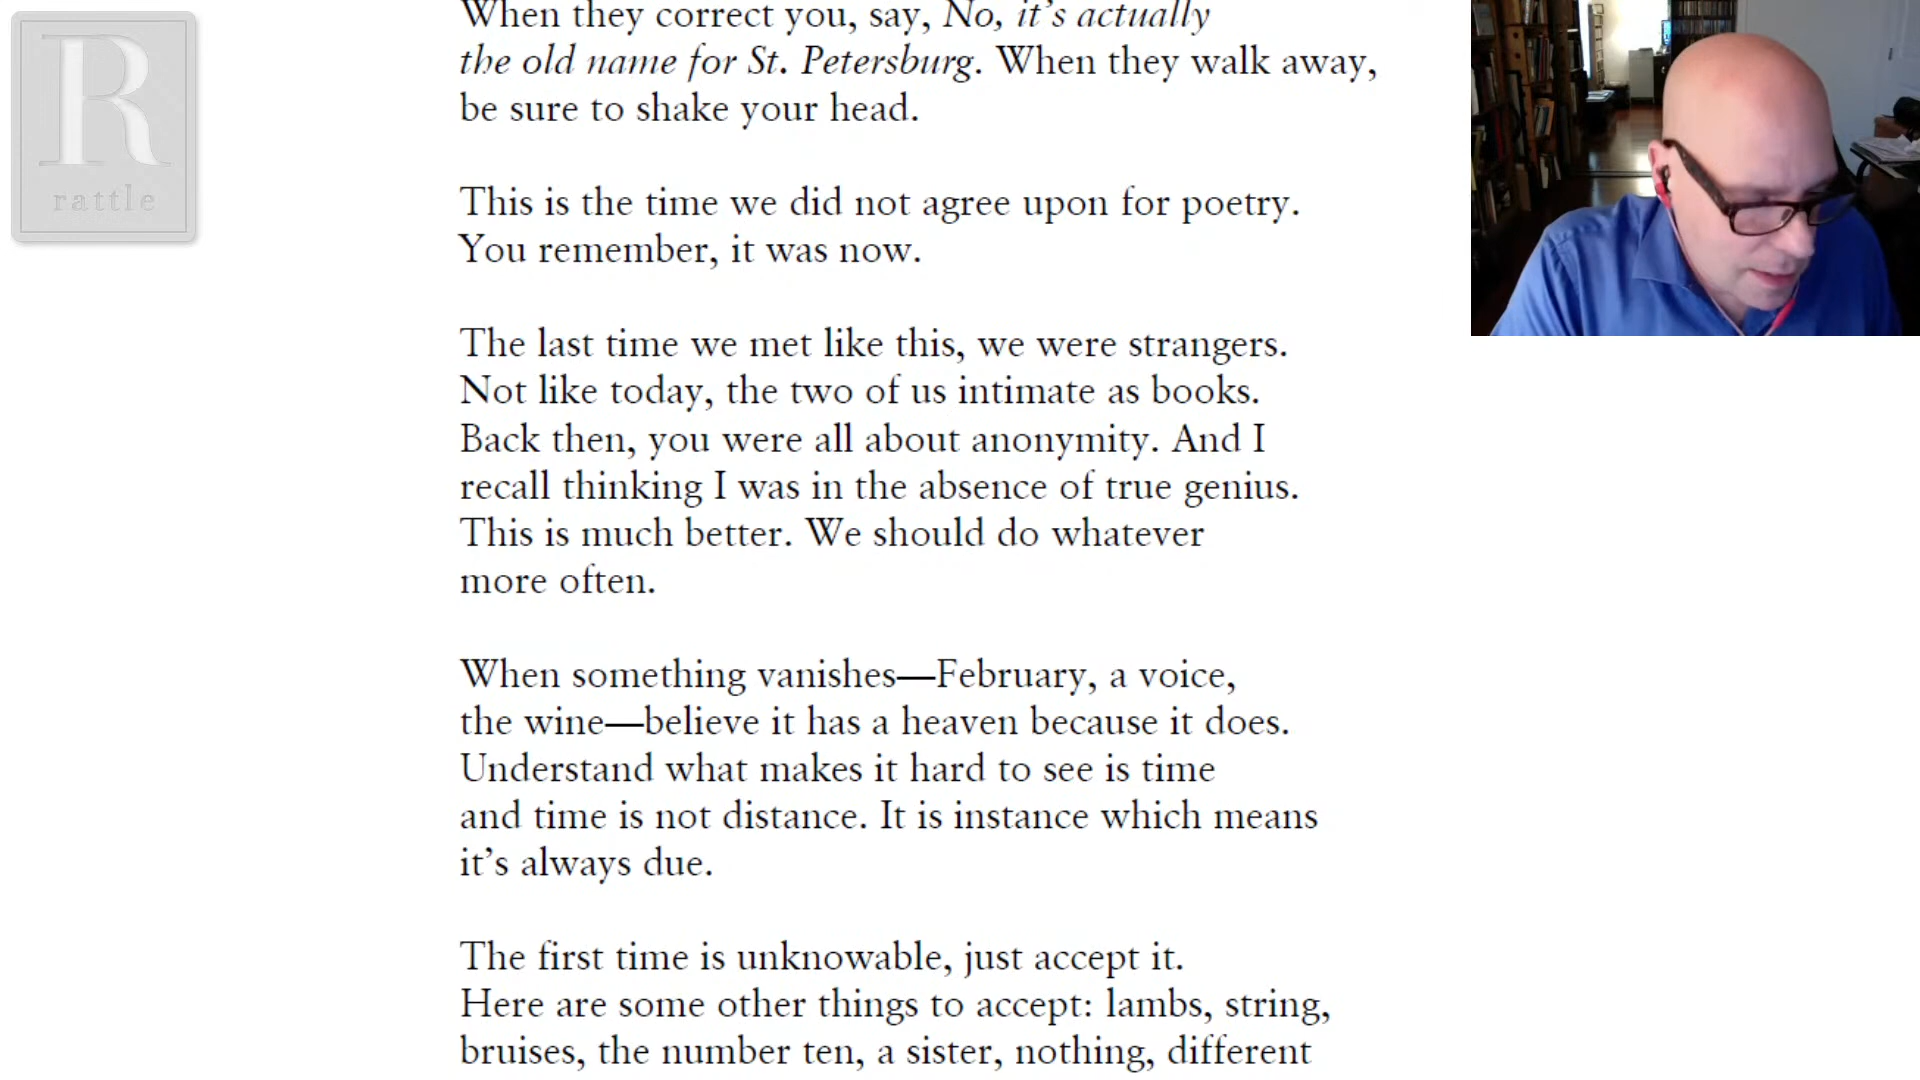 R
rattle
When they correct you, say, No, it's actually
the old name for St. Petersburg. When they walk away,
be sure to shake your head.
This is the time we did not agree upon for poetry.
You remember, it was now.
The last time we met like this, we were strangers.
Not like today, the two of us intimate as books.
Back then, you were all about anonymity. And I
recall thinking I was in the absence of true genius.
This is much better. We should do whatever
more often.
When something vanishes—February, a voice,
the wine—believe it has a heaven because it does.
Understand what makes it hard to see is time
and time is not distance. It is instance which means
it's always due.
The first time is unknowable, just accept it.
Here are some other things to accept: lambs, string,
bruises, the number ten, a sister, nothing, different